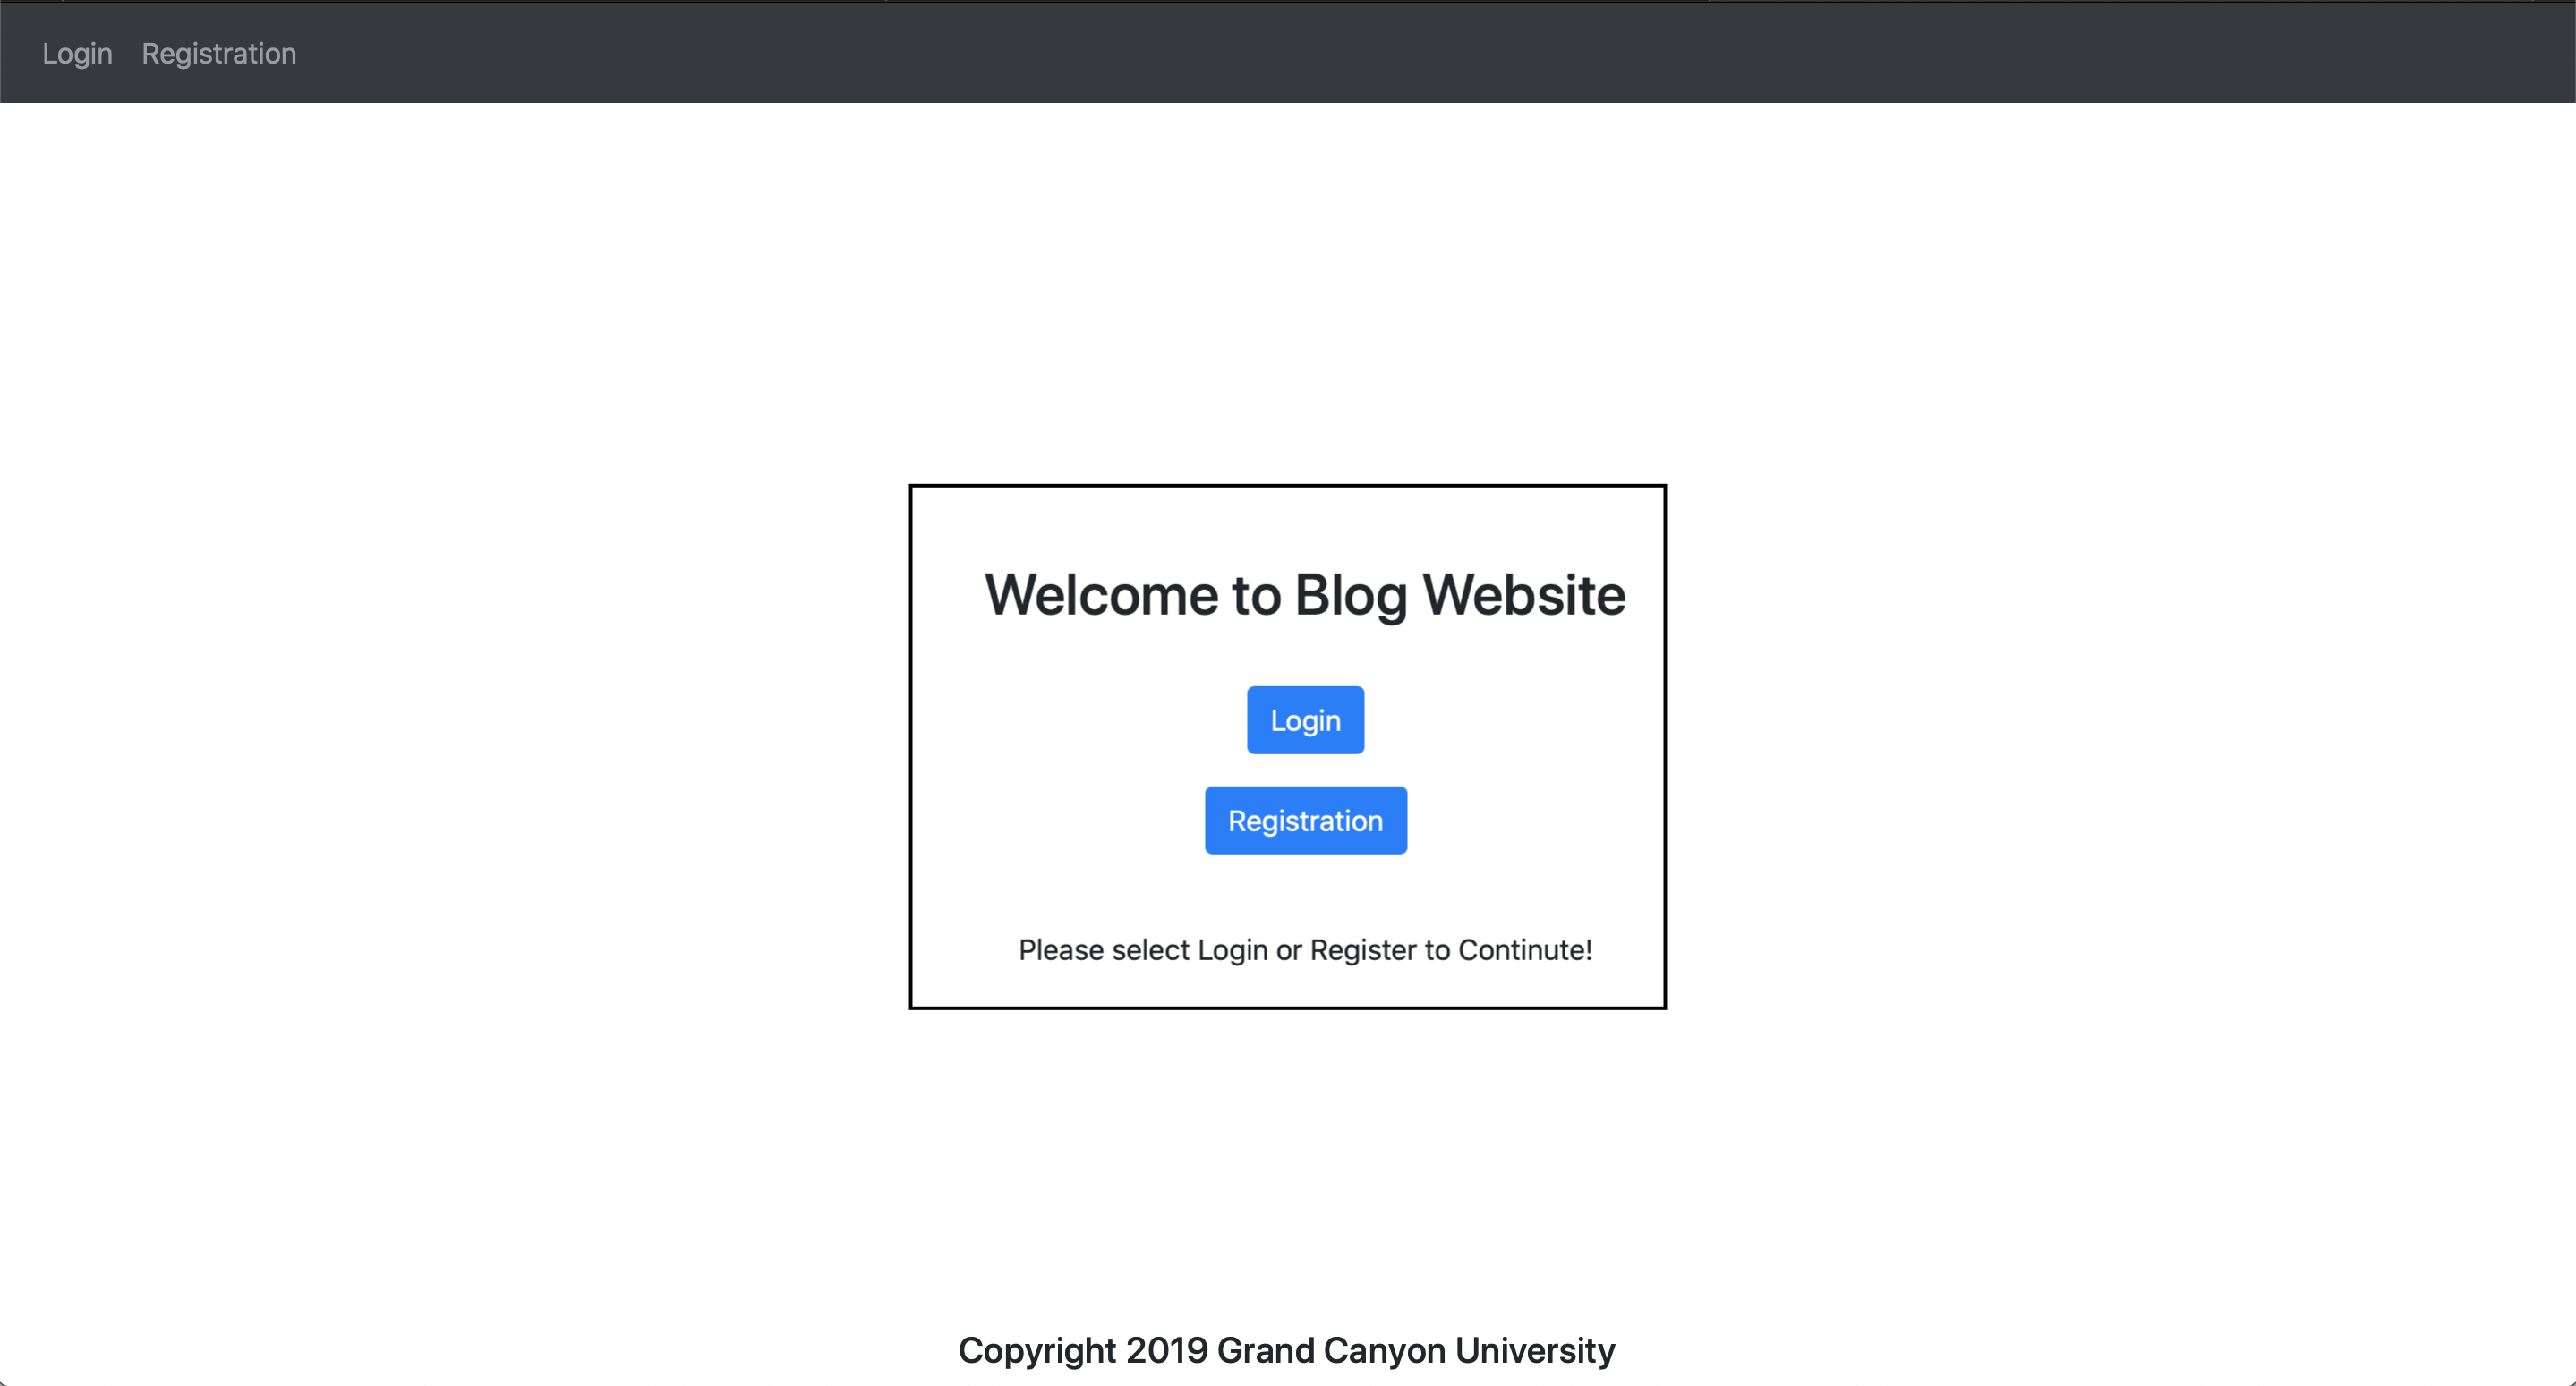 Login Registration
Welcome to Blog Website
Login
Registration
Please select Login or Register to Continute!
Copyright 2019 Grand Canyon University